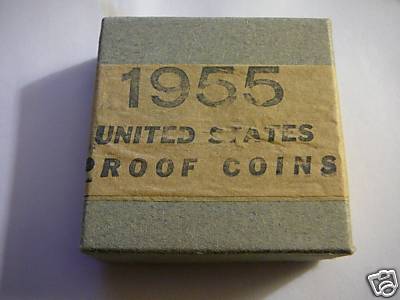 1955
UNITED STATES
PROOF COINS